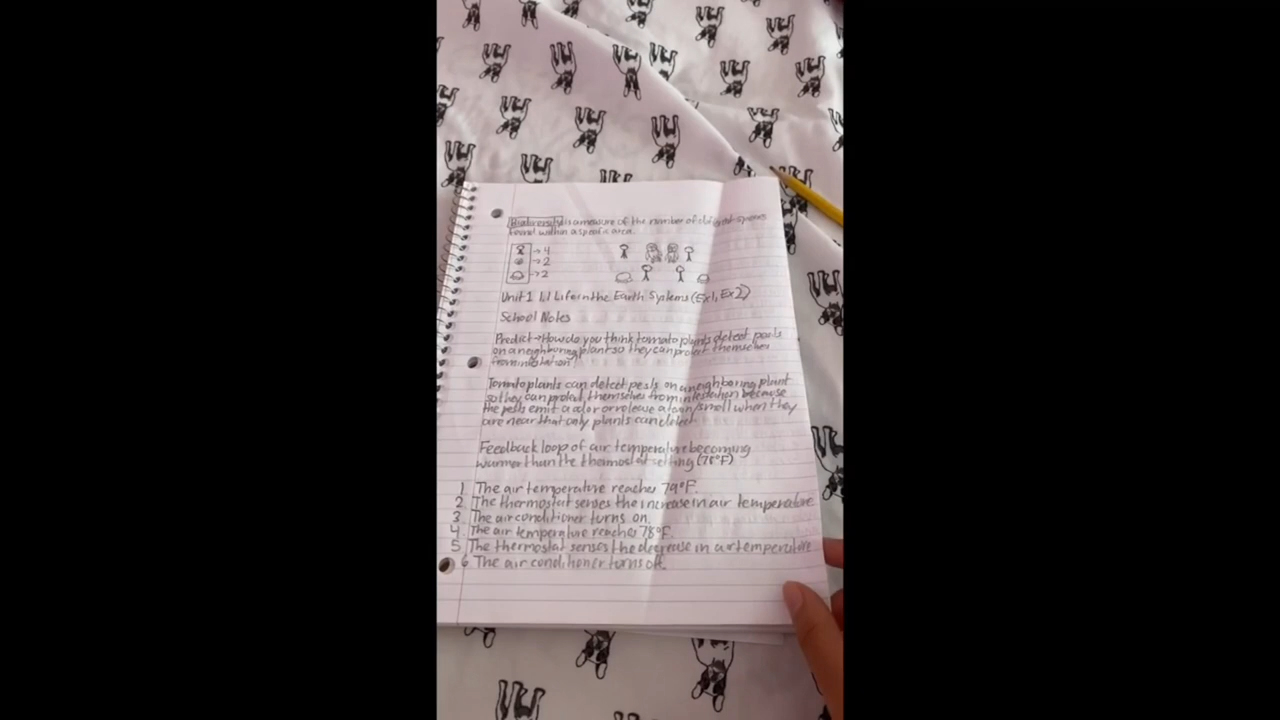 Biodiversity is a measure of the number of different species
found within a specific area.
→ 4
→ 2
→ 2
Unit 1 1.1 Life in the Earth Systems (Ex1, Ex2)
School Notes
Predict → How do you think tomato plants detect pests
on a neighboring plant so they can protect themselves
from infestation?
Tomato plants can detect pests on a neighboring plant
so they can protect themselves from infestation because
the pests emit a color or release a smell when they
are near that only plants can detect.
Feedback loop of air temperature becoming
warmer than the thermostat setting (78°F)
1. The air temperature reaches 79°F.
2. The thermostat senses the increase in air temperature
3 The air conditioner turns on.
4 The air temperature reaches 78°F.
5 The thermostat senses the decrease in air temperature
6 The air conditioner turns off.